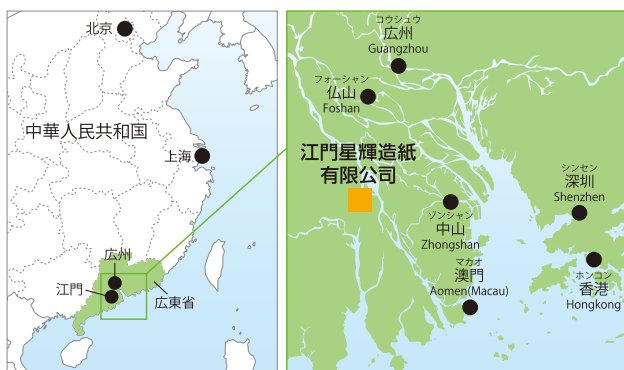 北京
中華人民共和国
上海
広州
江門
広東省
コウシュウ
広州
Guangzhou
フォーシャン
仏山
Foshan
江門星輝造紙
有限公司
シンセン
深圳
Shenzhen
ゾンシャン
中山
Zhongshan
マカオ
澳門
Aomen(Macau)
ホンコン
香港
Hongkong